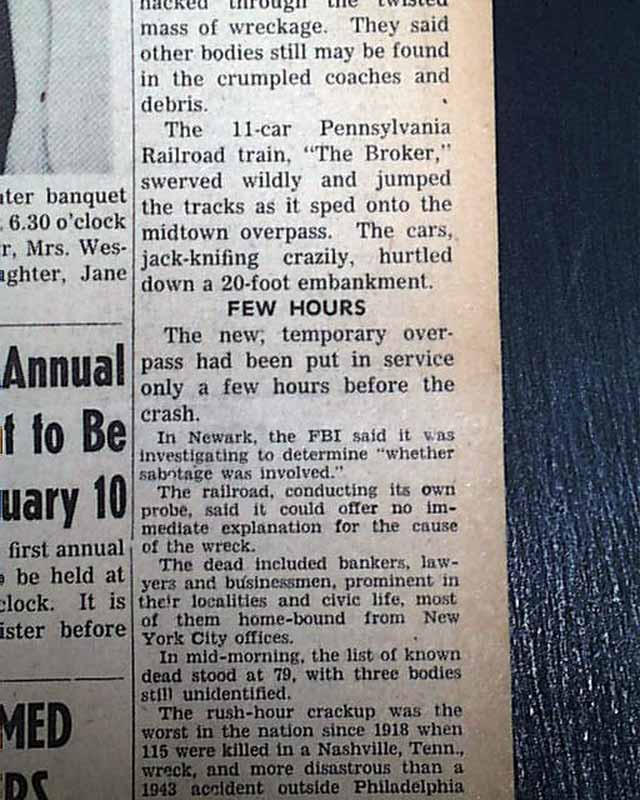 ater banquet
6.30 o'clock
r, Mrs. Wes-
aghter, Jane
Annual
t to Be
uary 10
first annual
be held at
clock. It is
ister before
MED
ERS
hacked through the twisted
mass of wreckage. They said
other bodies still may be found
in the crumpled coaches and
debris.
The 11-car Pennsylvania
Railroad train, "The Broker,"
swerved wildly and jumped
the tracks as it sped onto the
midtown overpass. The cars,
jack-knifing crazily, hurtled
down a 20-foot embankment.
FEW HOURS
The new, temporary over-
pass had been put in service
only a few hours before the
crash.
In Newark, the FBI said it was
investigating to determine "whether
sabotage was involved."
The railroad, conducting its own
probe, said it could offer no im-
mediate explanation for the cause
of the wreck.
The dead included bankers, law-
yers and businessmen, prominent in
their localities and civic life, most
of them home-bound from New
York City offices.
In mid-morning, the list of known
dead stood at 79, with three bodies
still unidentified.
The rush-hour crackup was the
worst in the nation since 1918 when
115 were killed in a Nashville, Tenn.,
wreck, and more disastrous than a
1943 accident outside Philadelphia